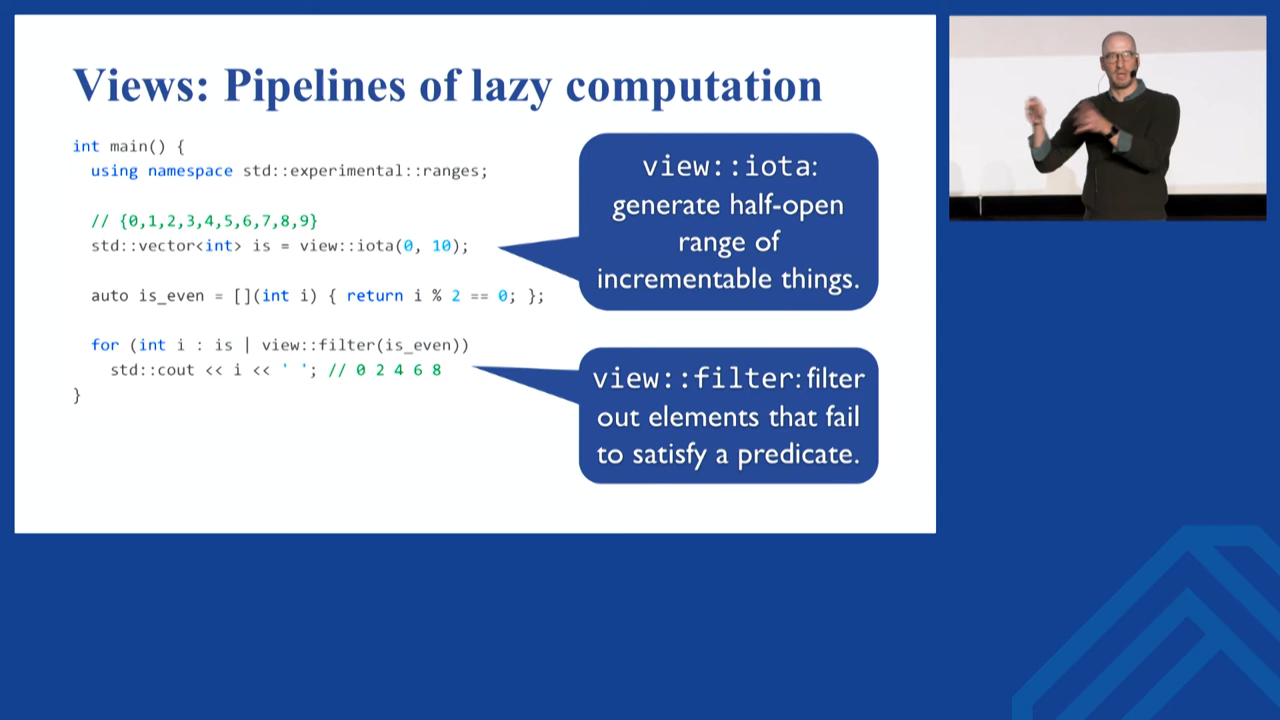 Views: Pipelines of lazy computation
int main() {
using namespace std::experimental::ranges;
// {0,1,2,3,4,5,6,7,8,9}
std::vector<int> is = view::iota(0, 10);
auto is_even = [](int i) { return i % 2 == 0; };
for (int i : is | view::filter(is_even))
std::cout << i << ' '; // 0 2 4 6 8
}
view::iota:
generate half-open
range of
incrementable things.
view::filter: filter
out elements that fail
to satisfy a predicate.